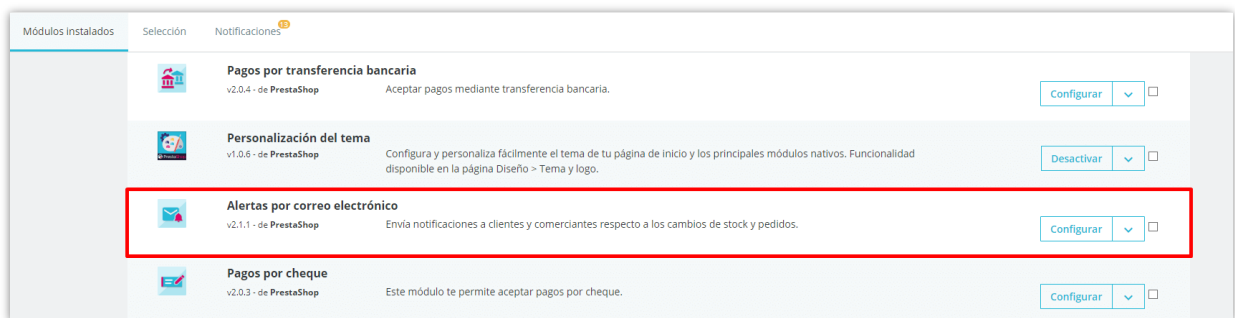 Módulos instalados Selección Notificaciones 13
Pagos por transferencia bancaria
v2.0.4 - de PrestaShop Aceptar pagos mediante transferencia bancaria. Configurar
Personalización del tema
v1.0.6 - de PrestaShop Configura y personaliza fácilmente el tema de tu página de inicio y los principales módulos nativos. Funcionalidad
disponible en la página Diseño > Tema y logo. Desactivar
Alertas por correo electrónico
v2.1.1 - de PrestaShop Envía notificaciones a clientes y comerciantes respecto a los cambios de stock y pedidos. Configurar
Pagos por cheque
v2.0.3 - de PrestaShop Este módulo te permite aceptar pagos por cheque. Configurar